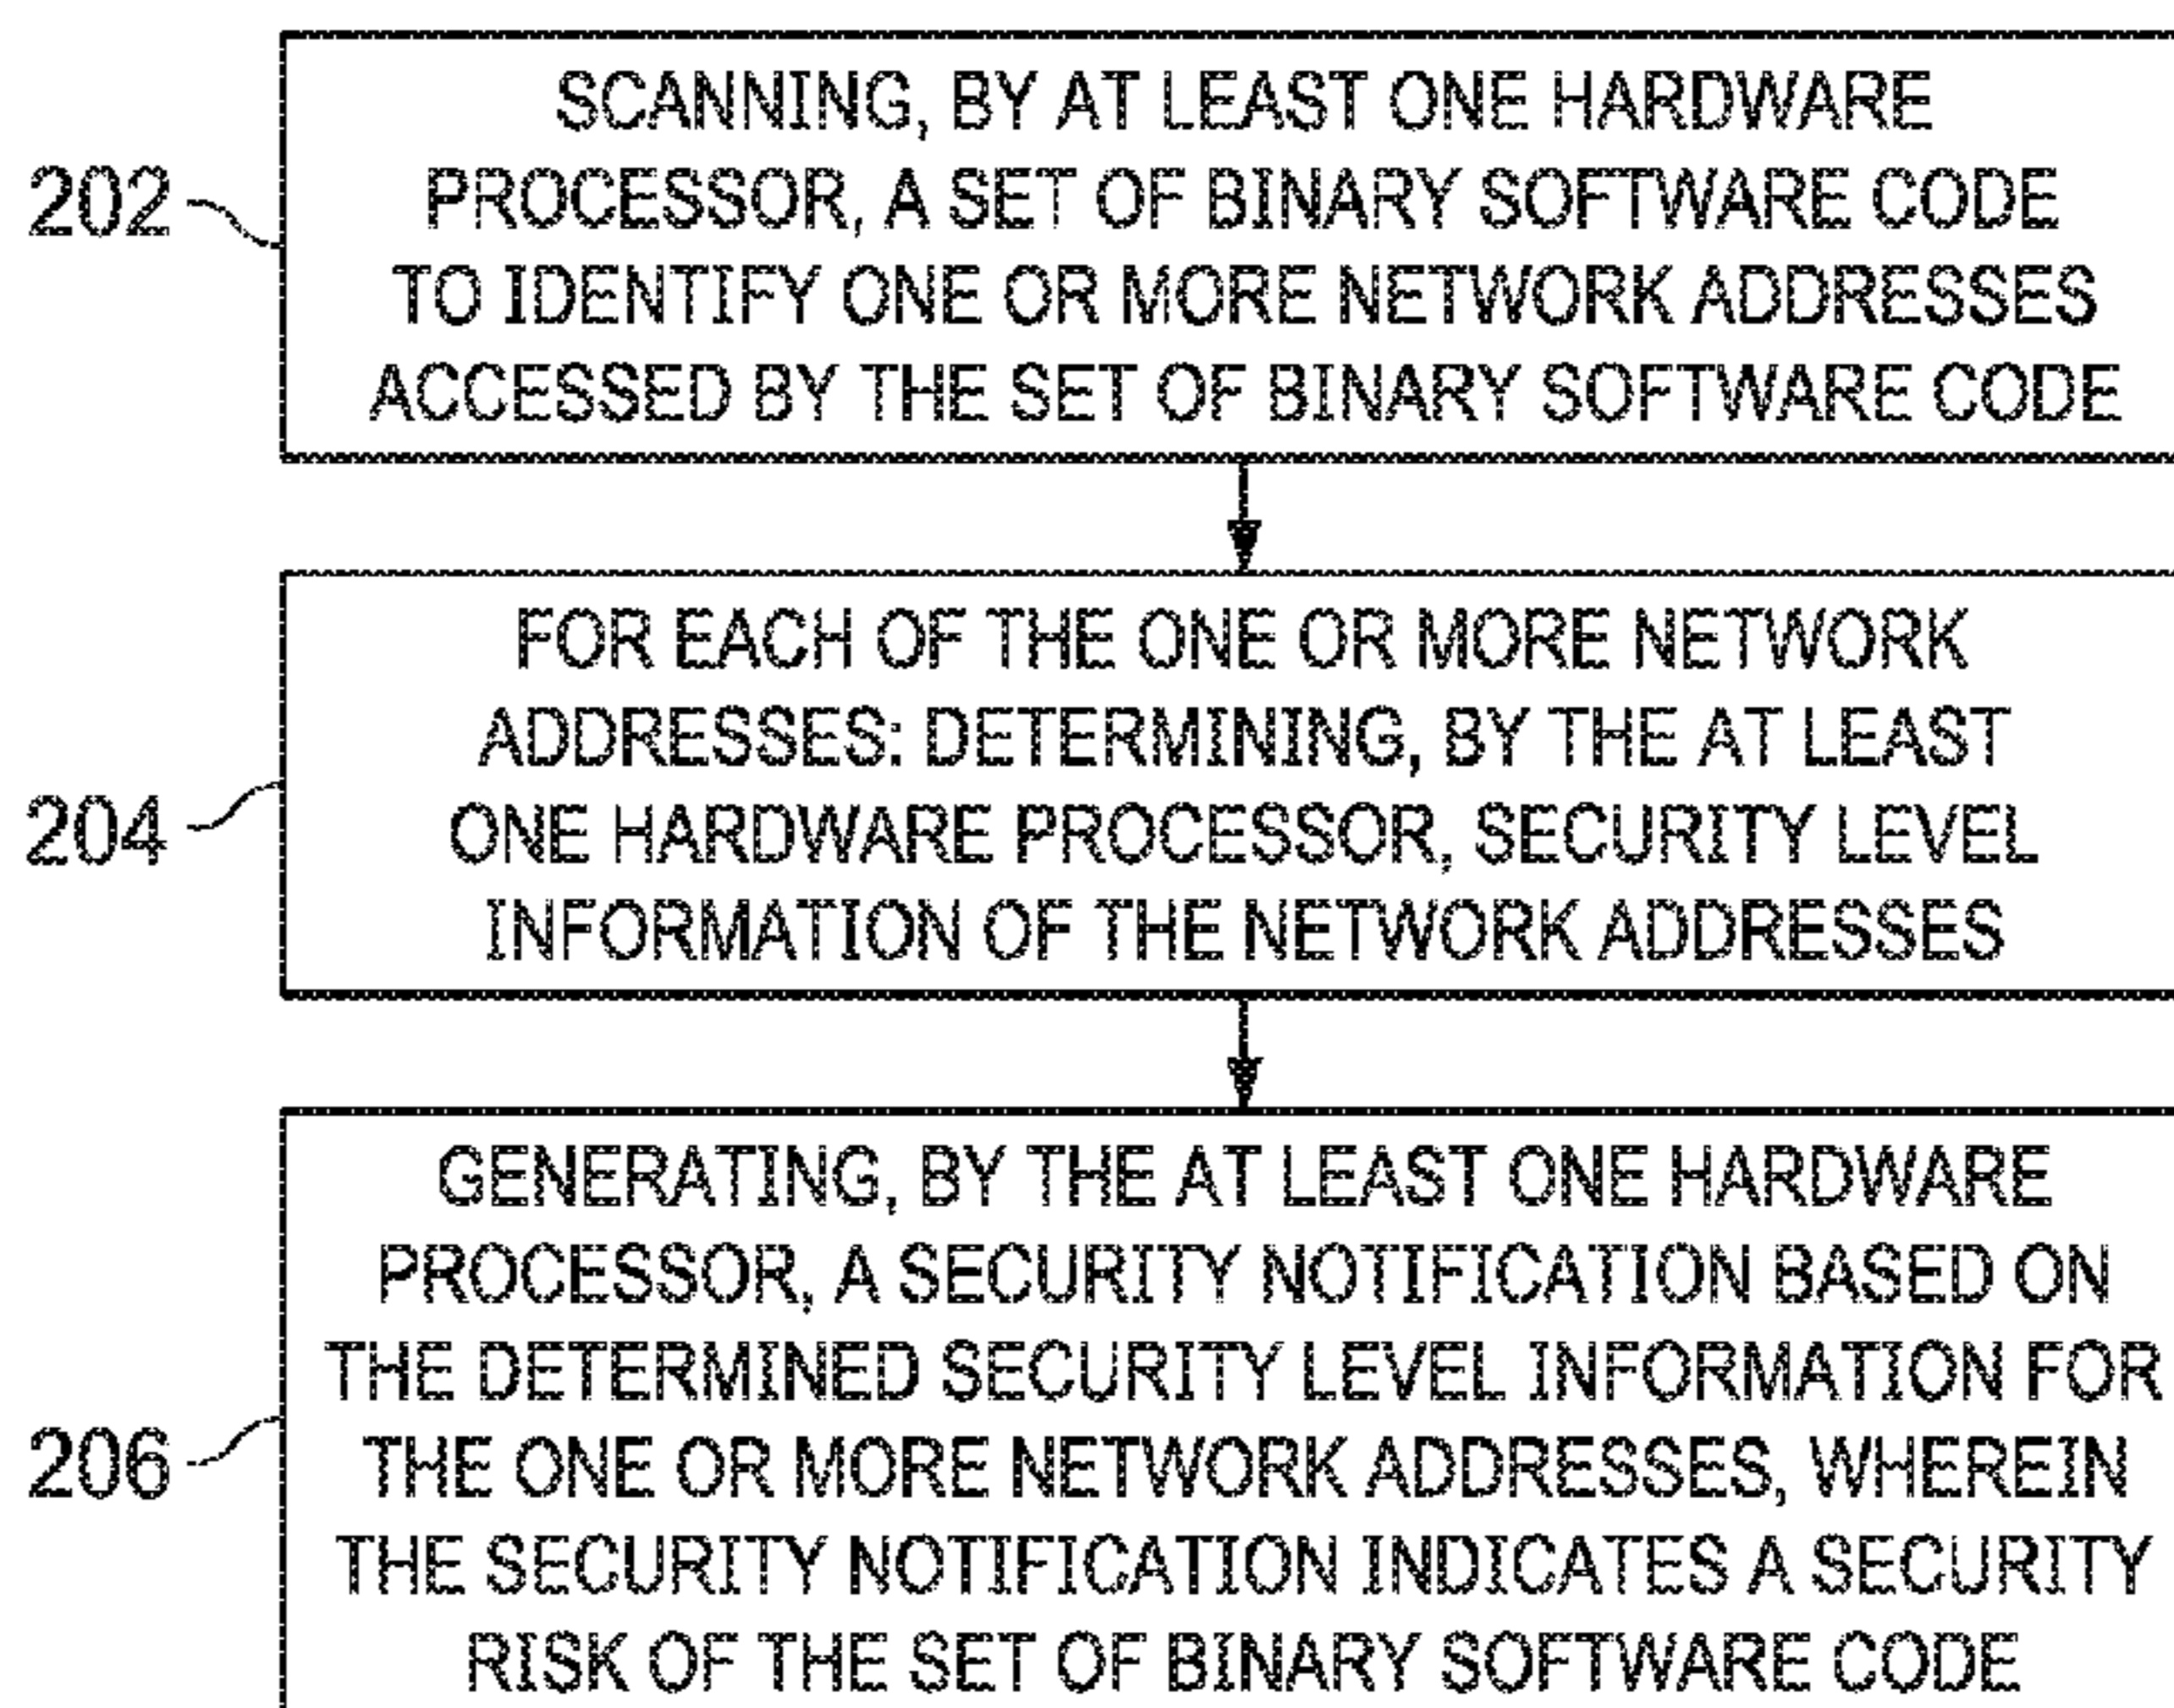 202
SCANNING, BY AT LEAST ONE HARDWARE
PROCESSOR, A SET OF BINARY SOFTWARE CODE
TO IDENTIFY ONE OR MORE NETWORK ADDRESSES
ACCESSED BY THE SET OF BINARY SOFTWARE CODE
204
FOR EACH OF THE ONE OR MORE NETWORK
ADDRESSES: DETERMINING, BY THE AT LEAST
ONE HARDWARE PROCESSOR, SECURITY LEVEL
INFORMATION OF THE NETWORK ADDRESSES
206
GENERATING, BY THE AT LEAST ONE HARDWARE
PROCESSOR, A SECURITY NOTIFICATION BASED ON
THE DETERMINED SECURITY LEVEL INFORMATION FOR
THE ONE OR MORE NETWORK ADDRESSES, WHEREIN
THE SECURITY NOTIFICATION INDICATES A SECURITY
RISK OF THE SET OF BINARY SOFTWARE CODE